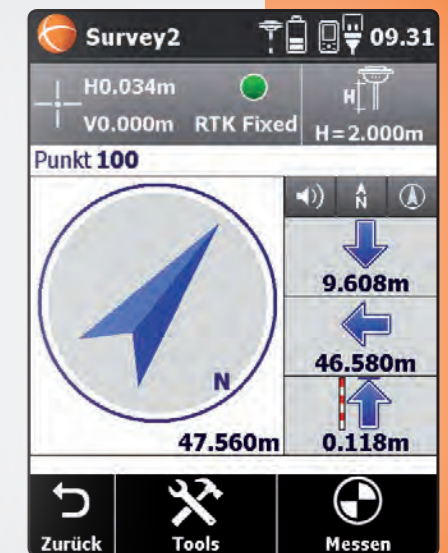 Survey2 09.31
H0.034m
V0.000m RTK Fixed
H
H=2.000m
Punkt 100
N
9.608m
46.580m
N
47.560m 0.118m
Zurück Tools Messen